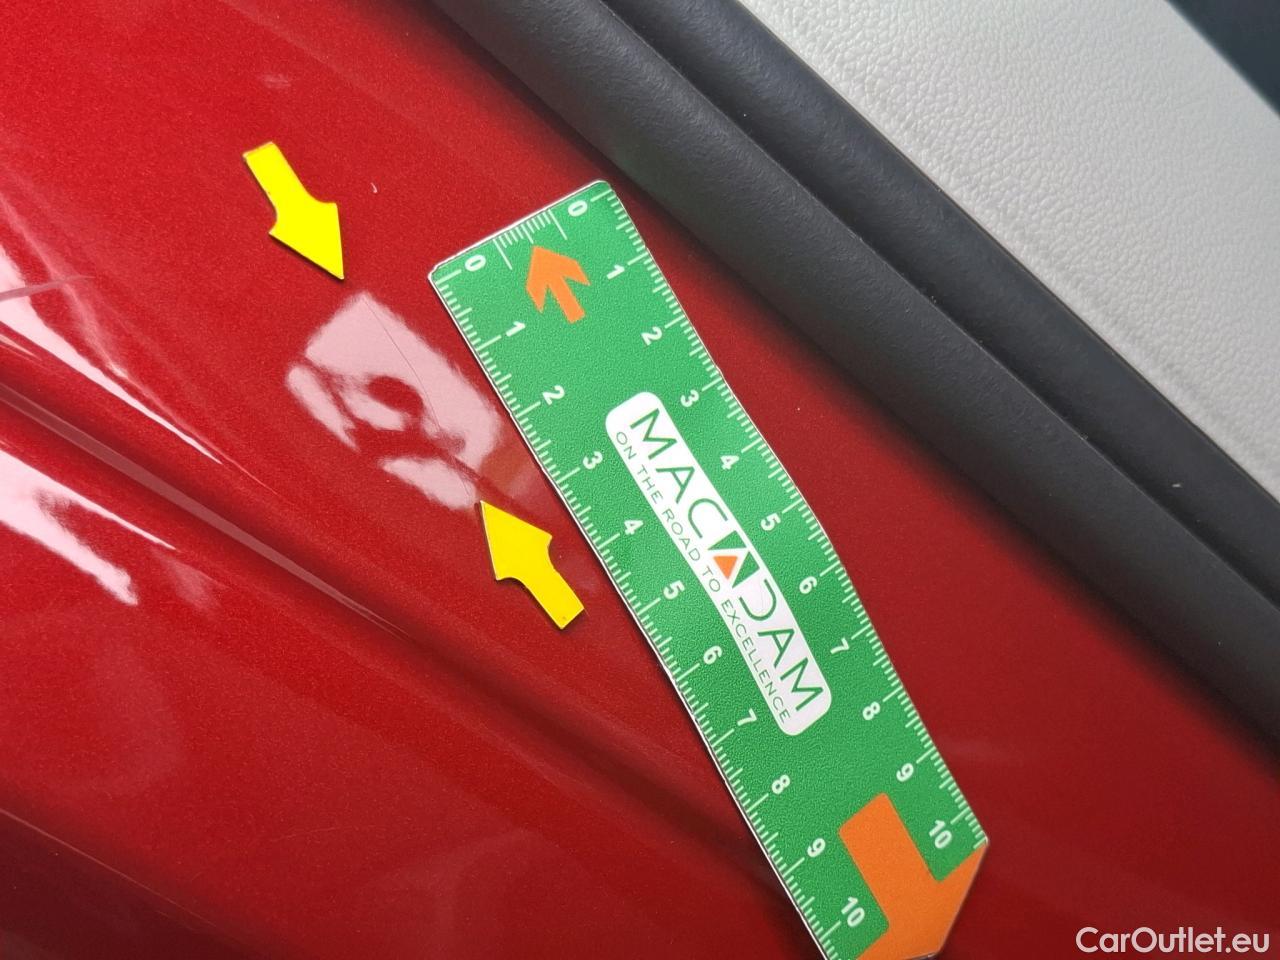 0 1 2 3 4 5 6 7 8 9 10
0 1 2 3 4 5 6 7 8 9 10
MACADAM
ON THE ROAD TO EXCELLENCE
CarOutlet.eu